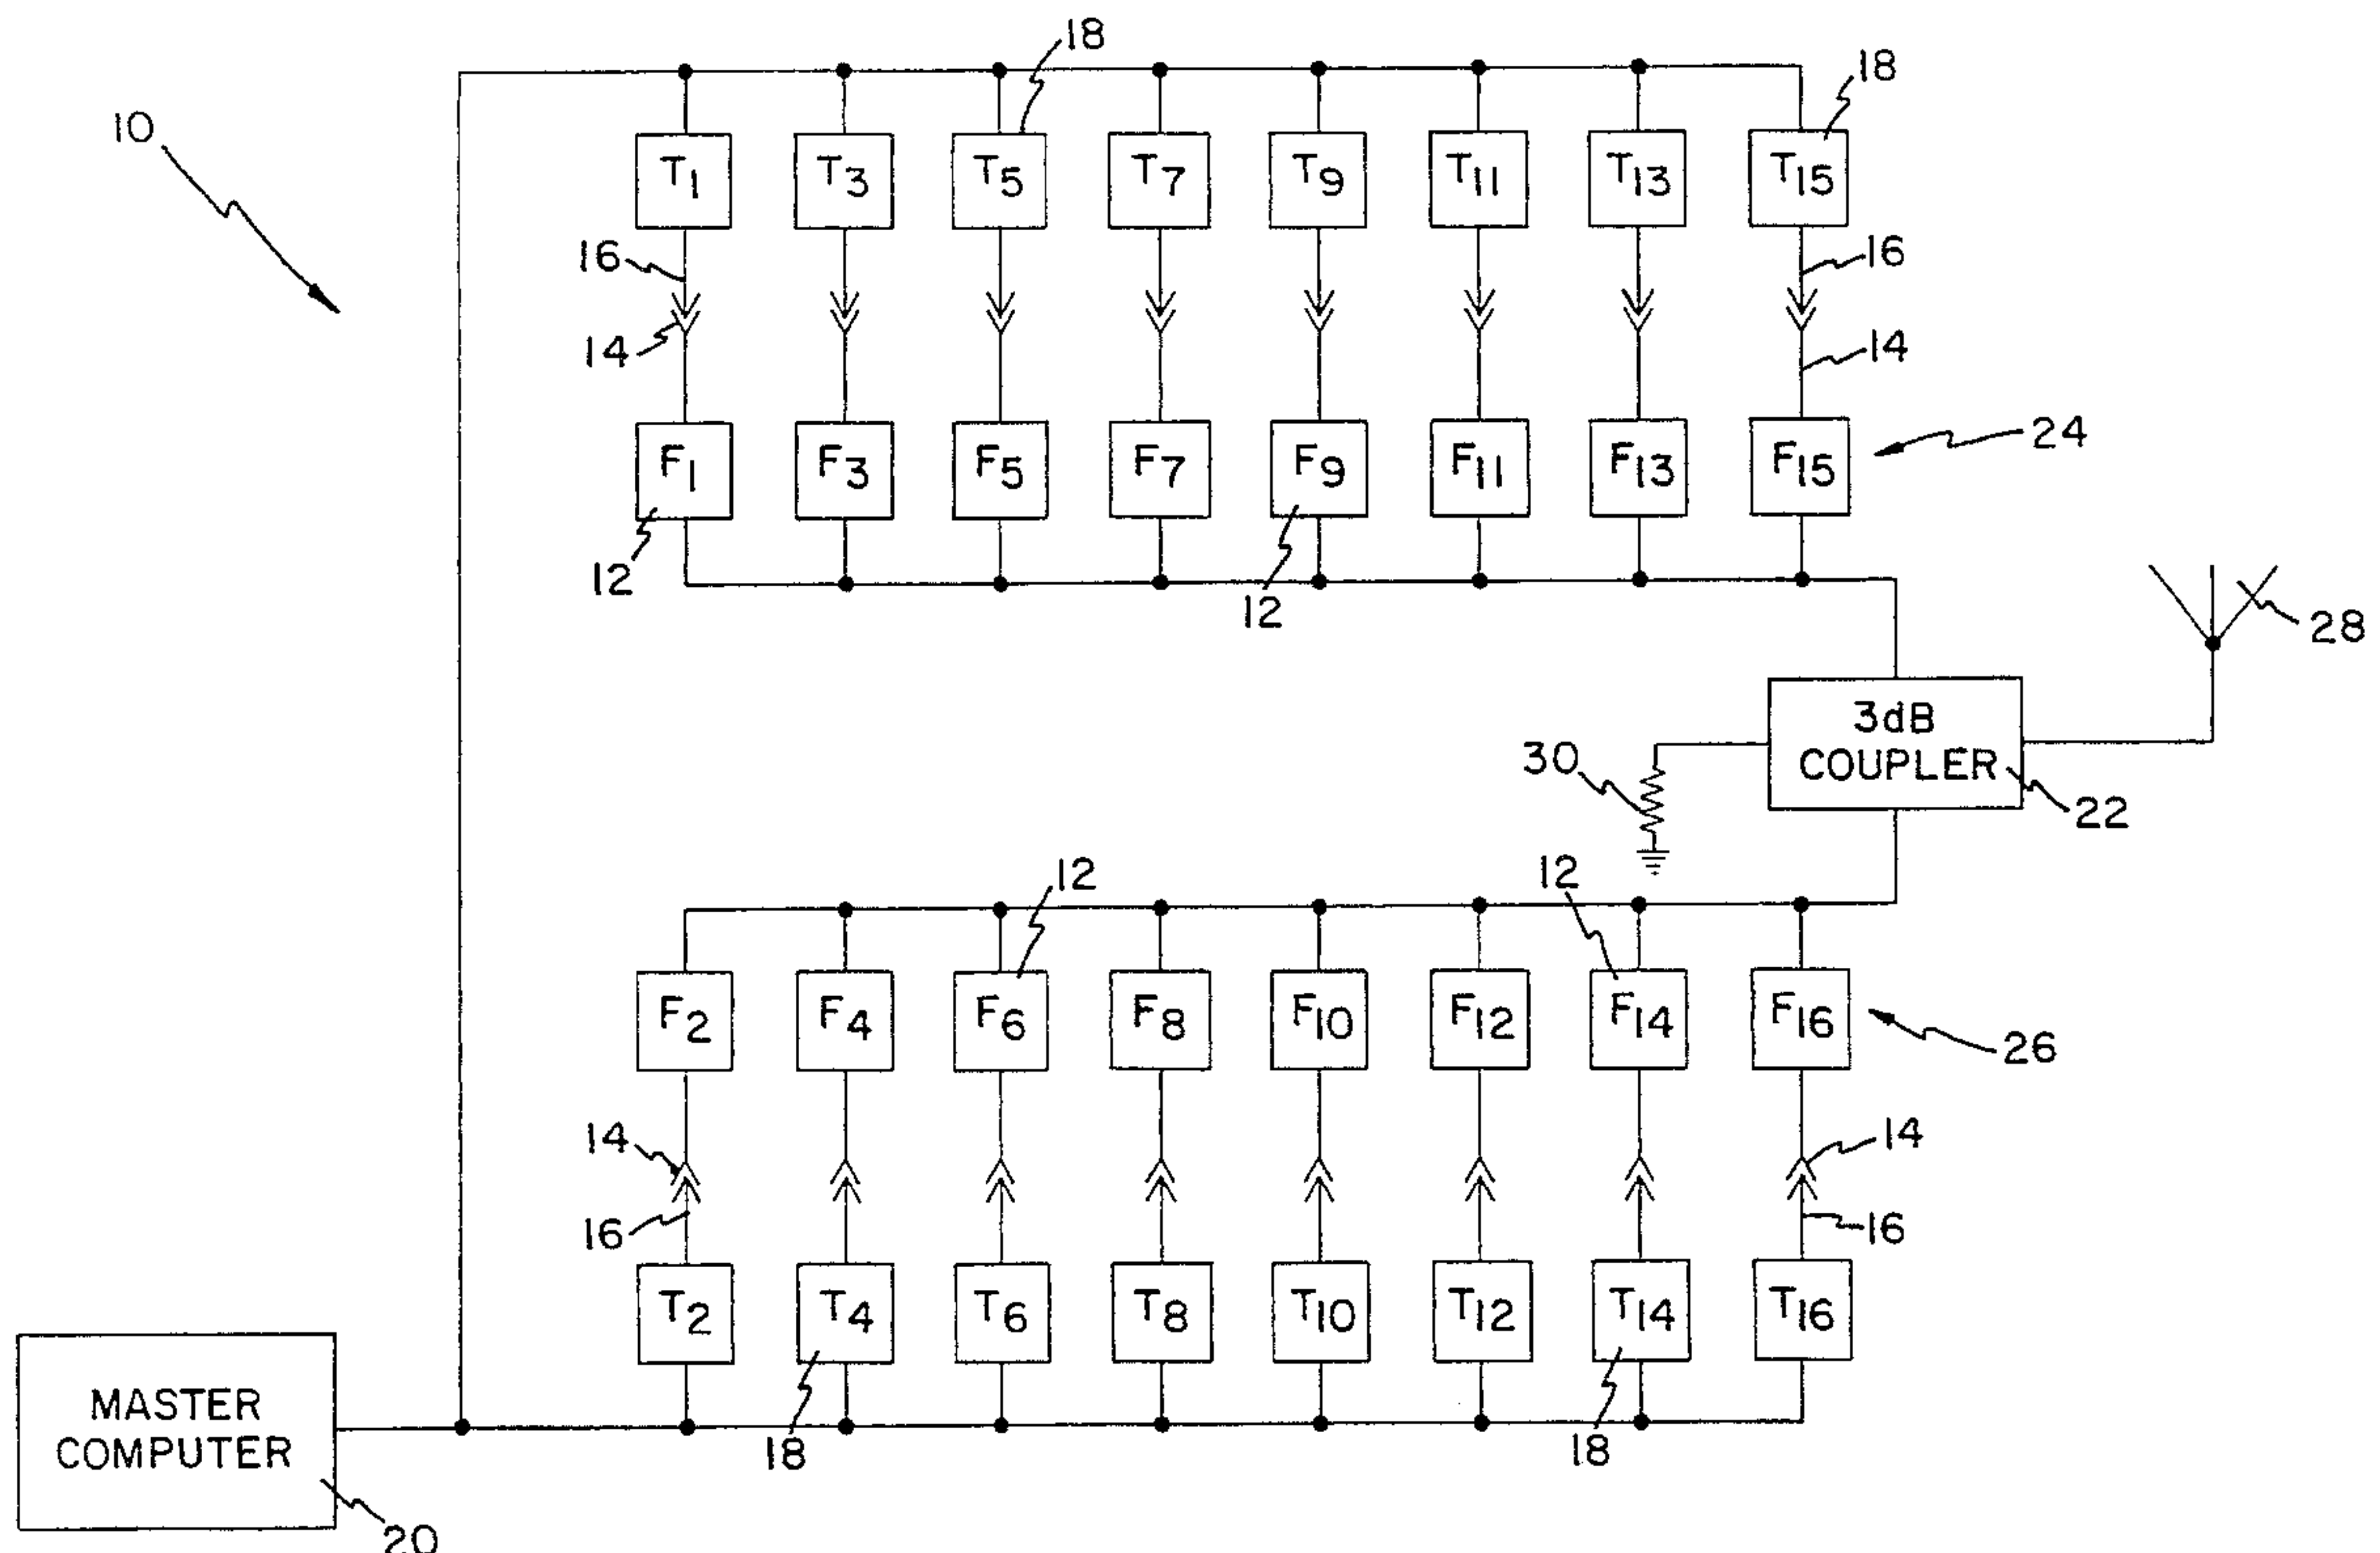 18
18
10
T1 T3 T5 T7 T9 T11 T13 T15
16 16
14 14
F1 F3 F5 F7 F9 F11 F13 F15
24
12 12
28
3dB
COUPLER
30
22
12 12
F2 F4 F6 F8 F10 F12 F14 F16
26
14 14
16 16
T2 T4 T6 T8 T10 T12 T14 T16
MASTER
COMPUTER
18 18
20